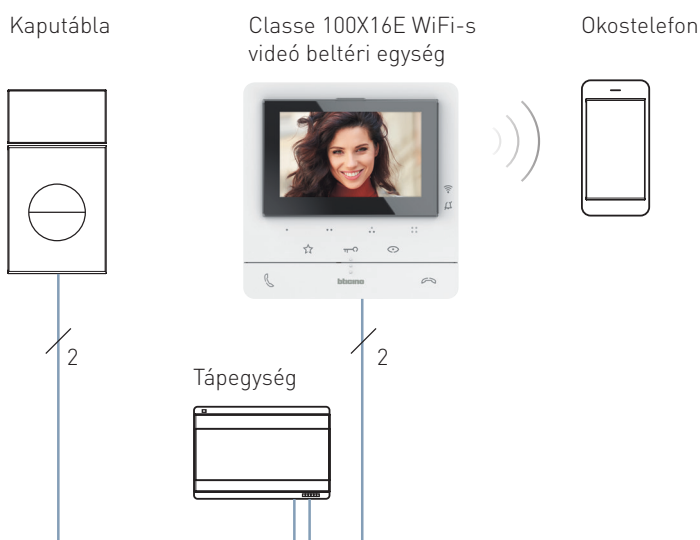 Kaputábla
Classe 100X16E WiFi-s
videó beltéri egység
Okostelefon
bticino
2
2
Tápegység